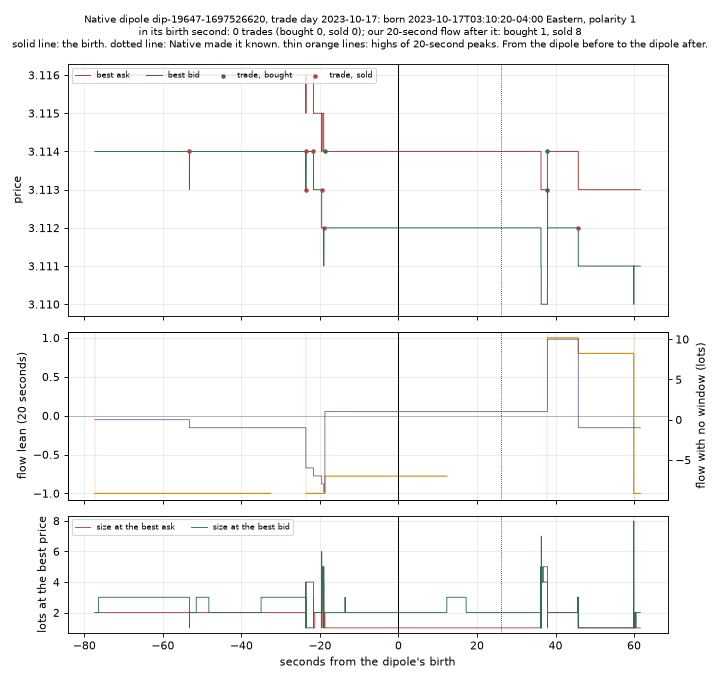 Native dipole dip-19647-1697526620, trade day 2023-10-17: born 2023-10-17T03:10:20-04:00 Eastern, polarity 1
in its birth second: 0 trades (bought 0, sold 0); our 20-second flow after it: bought 1, sold 8
solid line: the birth. dotted line: Native made it known. thin orange lines: highs of 20-second peaks. From the dipole before to the dipole after.
best ask
best bid
trade, bought
trade, sold
3.116
3.115
3.114
3.113
3.112
3.111
3.110
price
1.0
0.5
0.0
−0.5
−1.0
flow lean (20 seconds)
10
5
0
−5
flow with no window (lots)
size at the best ask
size at the best bid
8
6
4
2
lots at the best price
−80
−60
−40
−20
0
20
40
60
seconds from the dipole's birth